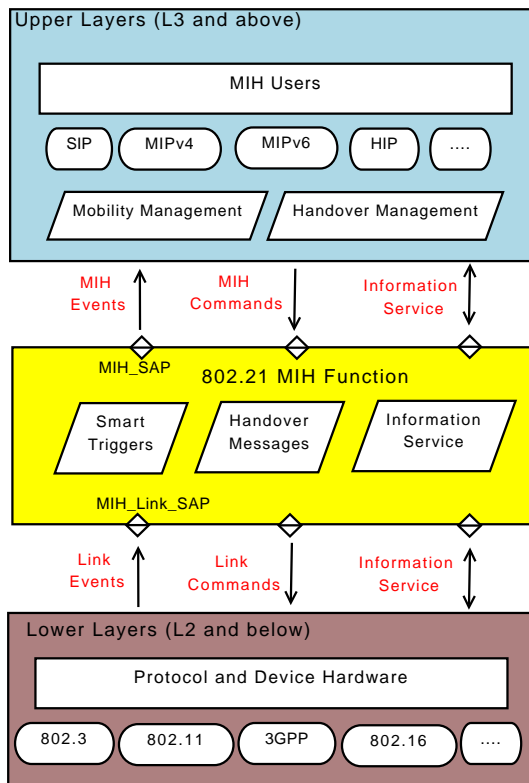 Upper Layers (L3 and above)
MIH Users
SIP
MIPv4
MIPv6
HIP
....
Mobility Management
Handover Management
MIH
Events
MIH
Commands
Information
Service
MIH_SAP
802.21 MIH Function
Smart
Triggers
Handover
Messages
Information
Service
MIH_Link_SAP
Link
Events
Link
Commands
Information
Service
Lower Layers (L2 and below)
Protocol and Device Hardware
802.3
802.11
3GPP
802.16
....